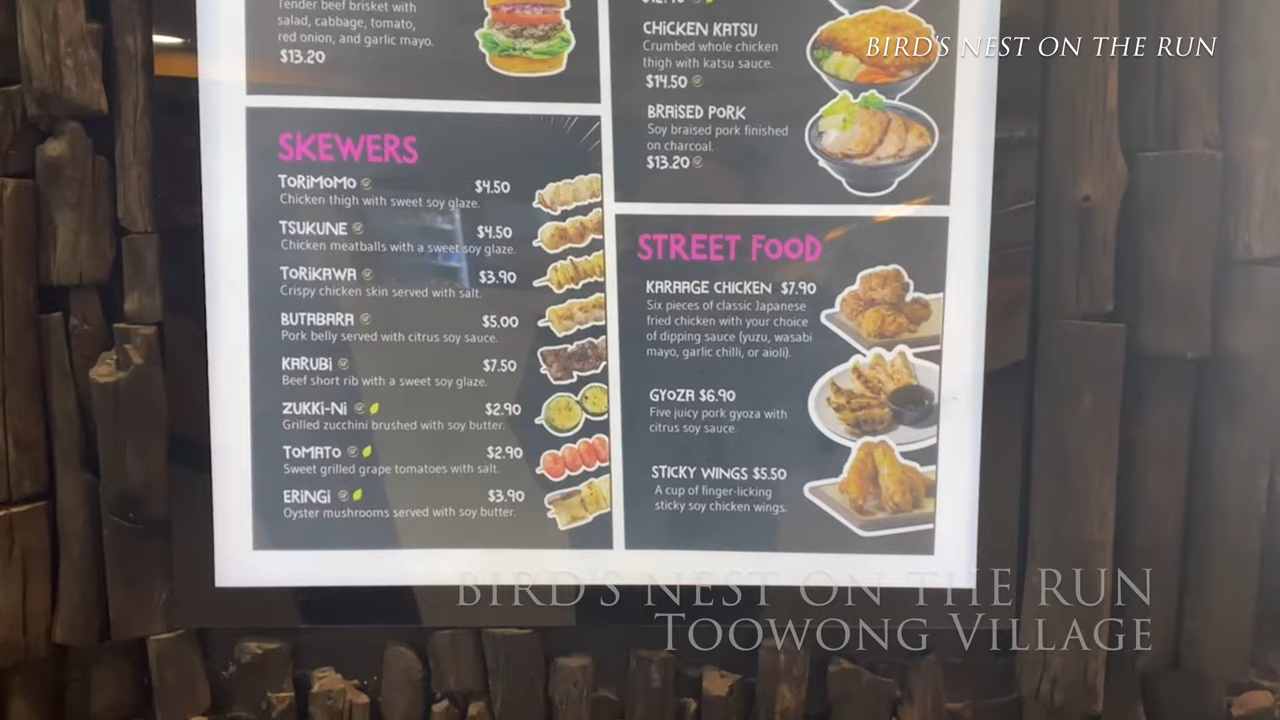 BIRD'S NEST ON THE RUN
Tender beef brisket with
salad, cabbage, tomato,
red onion, and garlic mayo.
$13.20
SKEWERS
TORIMOMO $4.50
Chicken thigh with sweet soy glaze.
TSUKUNE $4.50
Chicken meatballs with a sweet soy glaze.
TORIKAWA $3.90
Crispy chicken skin served with salt.
BUTABARA $5.00
Pork belly served with citrus soy sauce.
KARUBI $7.50
Beef short rib with a sweet soy glaze.
ZUKKI-NI $2.90
Grilled zucchini brushed with soy butter.
TOMATO $2.90
Sweet grilled grape tomatoes with salt.
ERINGI $3.90
Oyster mushrooms served with soy butter.
CHICKEN KATSU
Crumbed whole chicken
thigh with katsu sauce.
$14.50
BRAISED PORK
Soy braised pork finished
on charcoal.
$13.20
STREET FOOD
KARAAGE CHICKEN $7.90
Six pieces of classic Japanese
fried chicken with your choice
of dipping sauce (yuzu, wasabi
mayo, garlic chilli, or aioli).
GYOZA $6.90
Five juicy pork gyoza with
citrus soy sauce.
STICKY WINGS $5.50
A cup of finger-licking
sticky soy chicken wings.
BIRD'S NEST ON THE RUN
TOOWONG VILLAGE